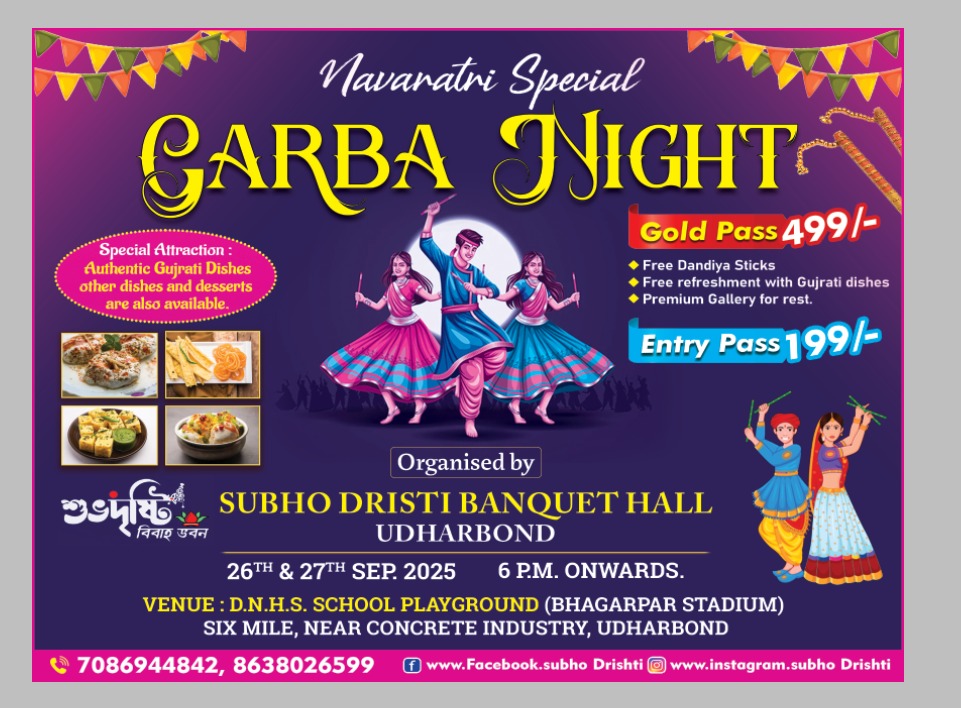 Navaratri Special
GARBA NIGHT
Special Attraction :
Authentic Gujrati Dishes
other dishes and desserts
are also available.
Gold Pass 499/-
Free Dandiya Sticks
Free refreshment with Gujrati dishes
Premium Gallery for rest.
Entry Pass 199/-
Organised by
শুভদৃষ্টি
বিবাহ ভবন
SUBHO DRISTI BANQUET HALL
UDHARBOND
26TH & 27TH SEP. 2025 6 P.M. ONWARDS.
VENUE : D.N.H.S. SCHOOL PLAYGROUND (BHAGARPAR STADIUM)
SIX MILE, NEAR CONCRETE INDUSTRY, UDHARBOND
7086944842, 8638026599 www.Facebook.subho Drishti www.instagram.subho Drishti